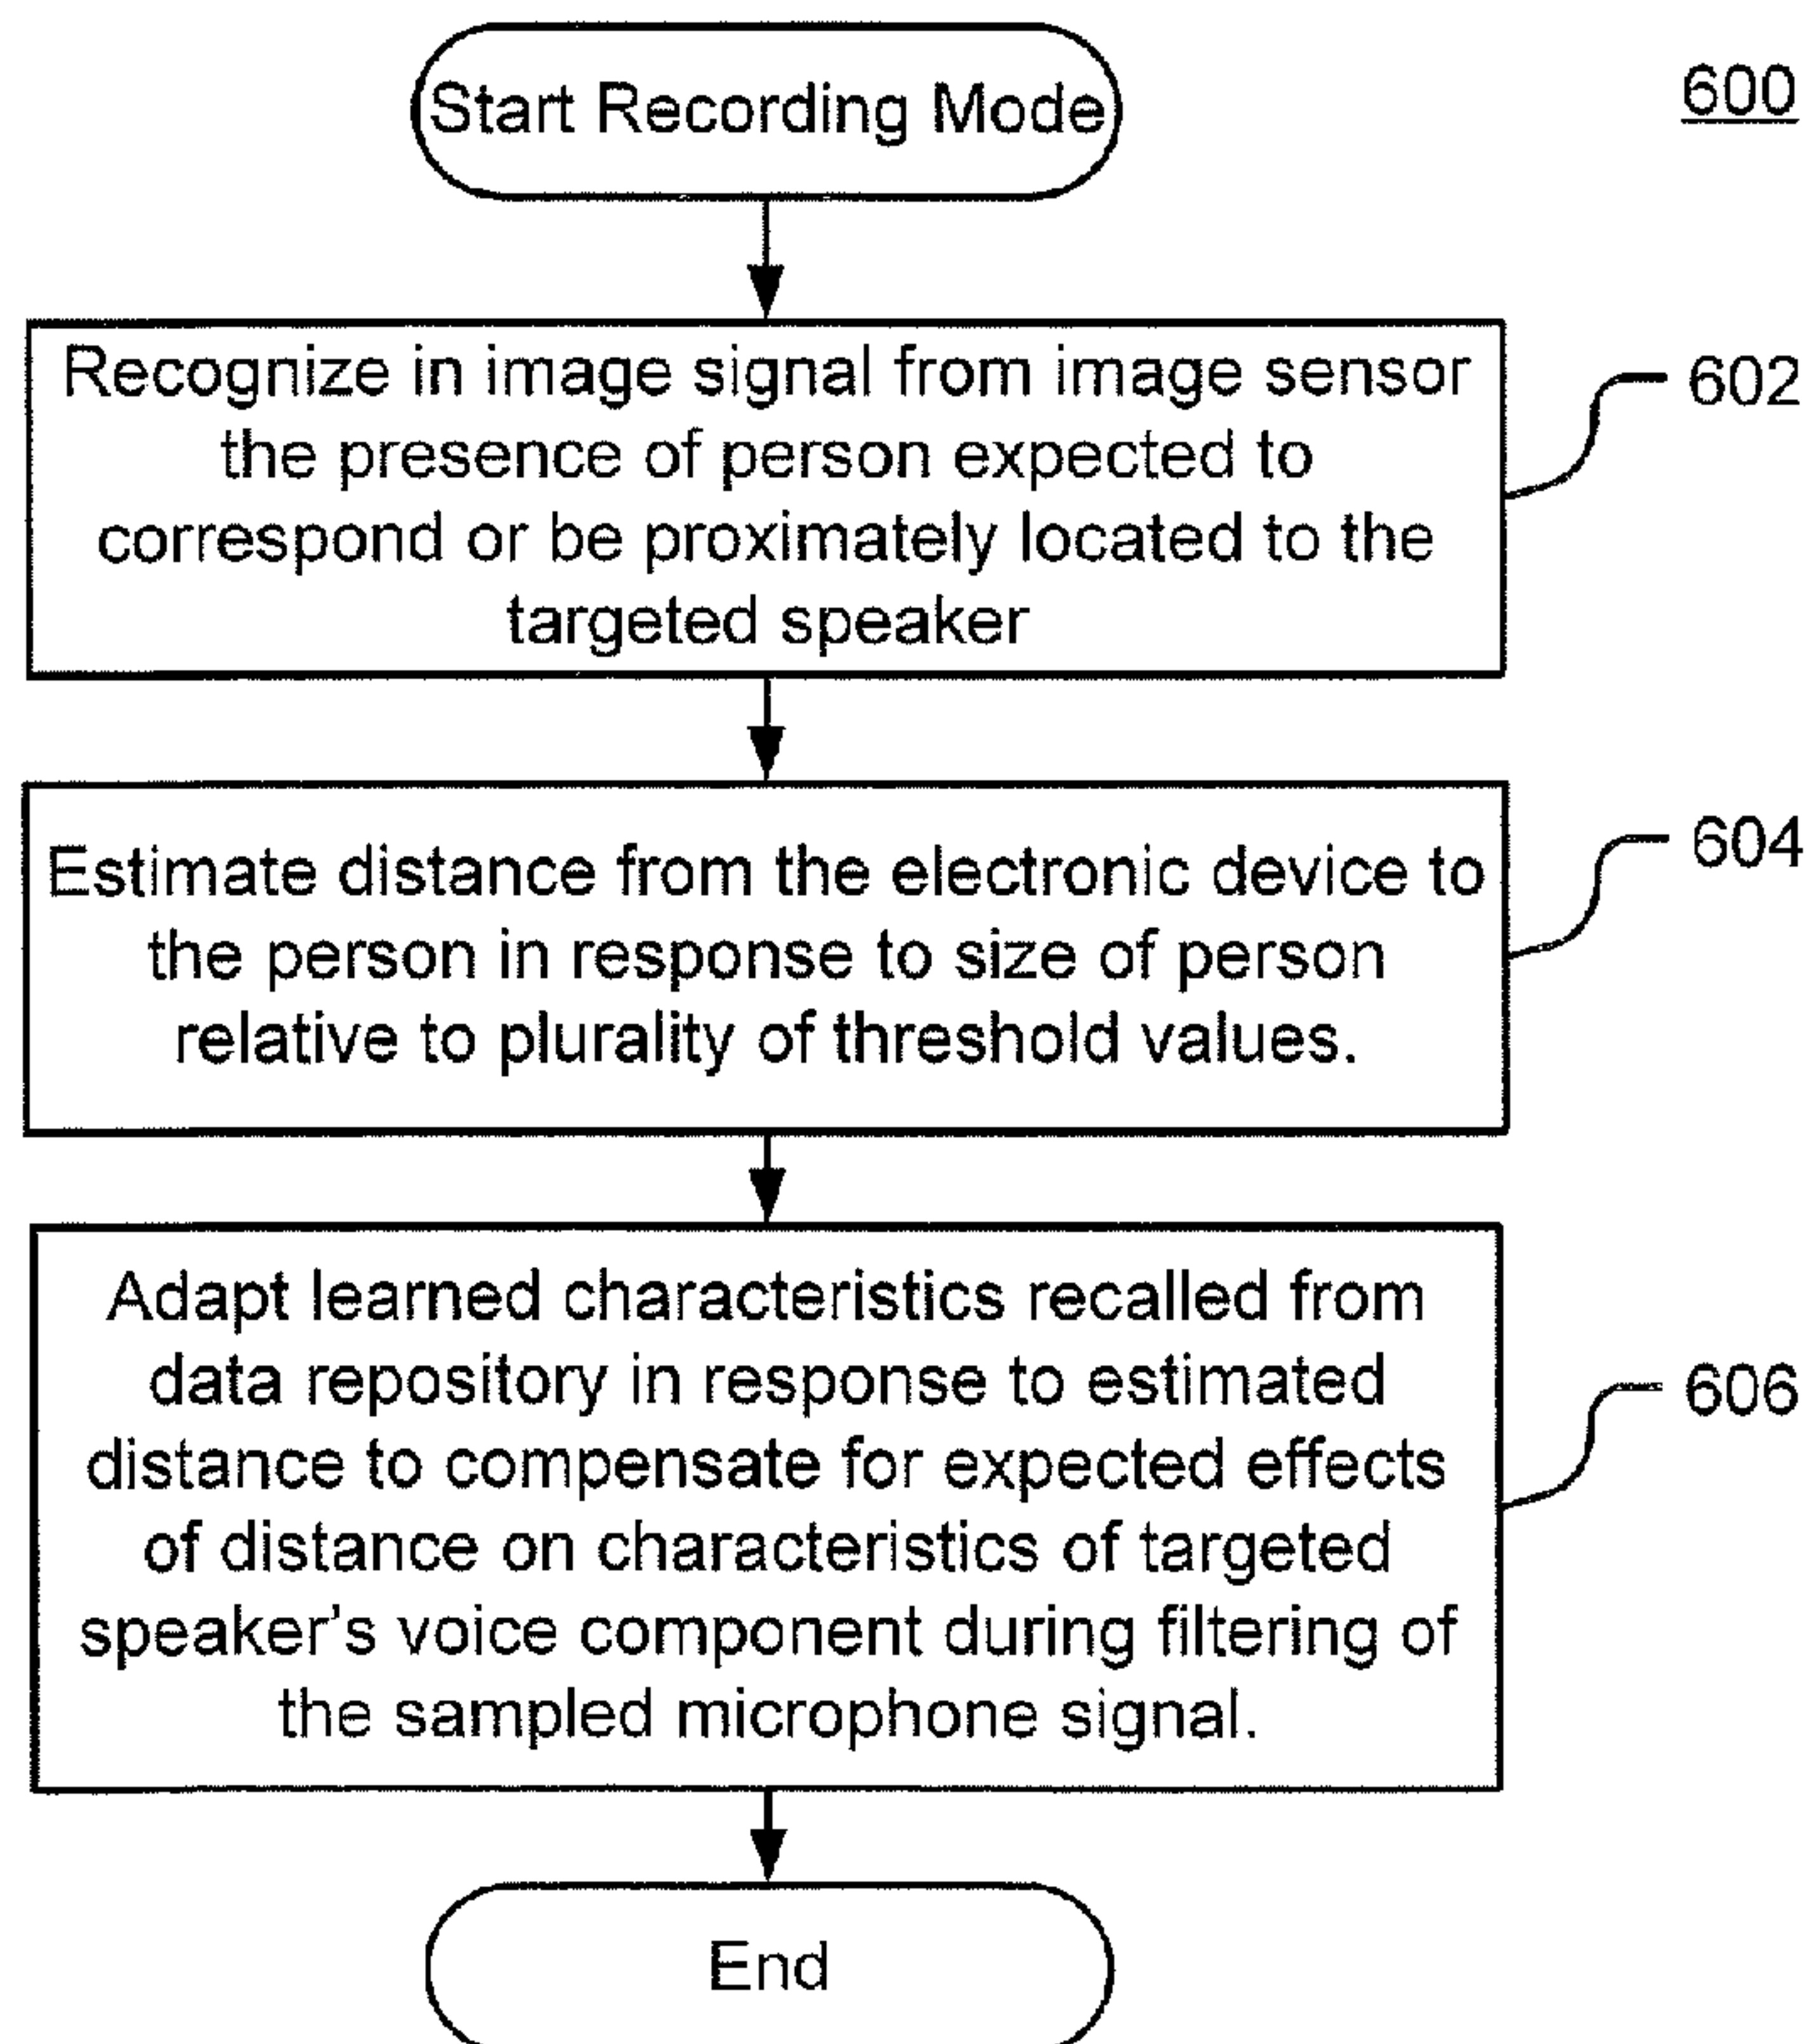 Start Recording Mode
600
Recognize in image signal from image sensor
the presence of person expected to
correspond or be proximately located to the
targeted speaker
602
Estimate distance from the electronic device to
the person in response to size of person
relative to plurality of threshold values.
604
Adapt learned characteristics recalled from
data repository in response to estimated
distance to compensate for expected effects
of distance on characteristics of targeted
speaker's voice component during filtering of
the sampled microphone signal.
606
End